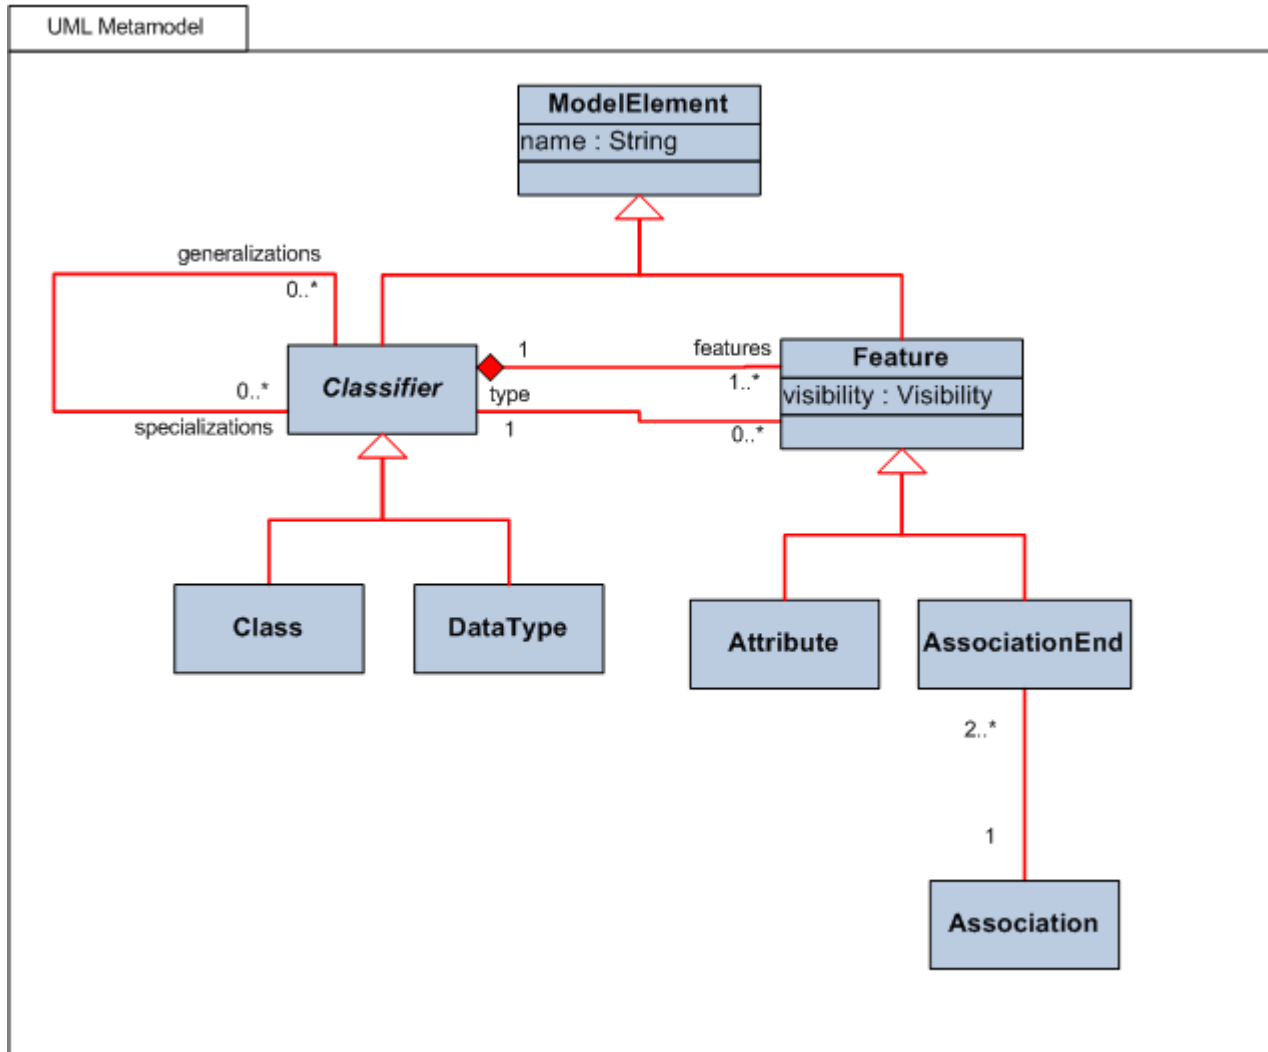 UML Metamodel
ModelElement
name : String
generalizations
0..*
Classifier
0..*
specializations
1
features
1..*
type
1
0..*
Feature
visibility : Visibility
Class
DataType
Attribute
AssociationEnd
2..*
1
Association